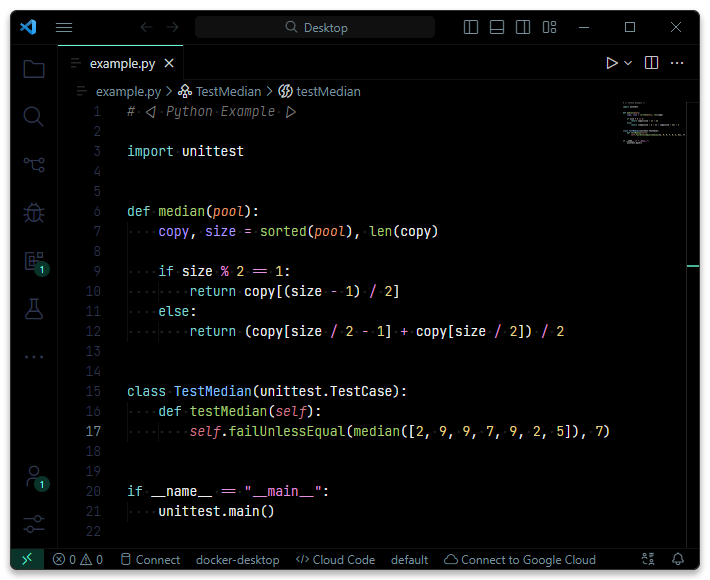 Desktop
example.py
example.py > TestMedian > testMedian
1 # ◁ Python Example ▷
2
3 import unittest
4
5
6 def median(pool):
7     copy, size = sorted(pool), len(copy)
8
9     if size % 2 == 1:
10         return copy[(size - 1) / 2]
11     else:
12         return (copy[size / 2 - 1] + copy[size / 2]) / 2
13
14
15 class TestMedian(unittest.TestCase):
16     def testMedian(self):
17         self.failUnlessEqual(median([2, 9, 9, 7, 9, 2, 5]), 7)
18
19
20 if __name__ == "__main__":
21     unittest.main()
22
1
1
0 0 Connect docker-desktop </> Cloud Code default Connect to Google Cloud